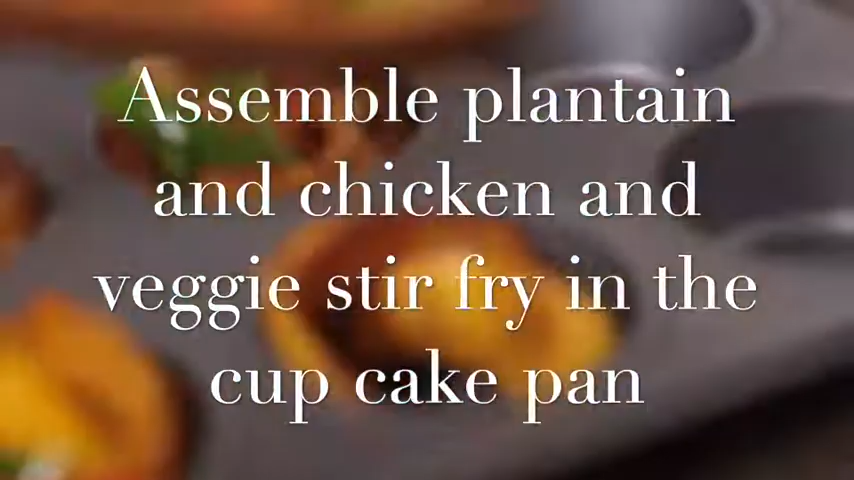 Assemble plantain
and chicken and
veggie stir fry in the
cup cake pan